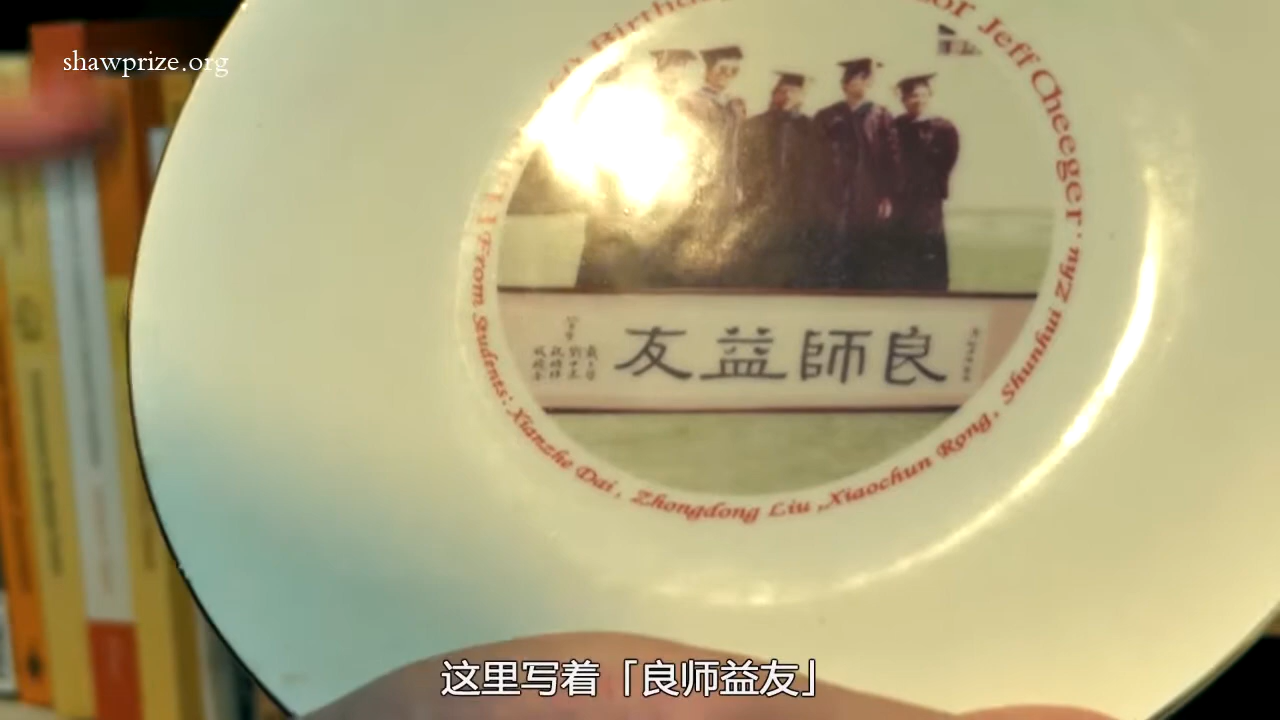 shawprize.org
Birthday
Jeff Cheeger
From Students: Xianzhe Dai, Zhongdong Liu, Xiaochun Rong, Shunhui Zhu
友益師良
这里写着「良师益友」